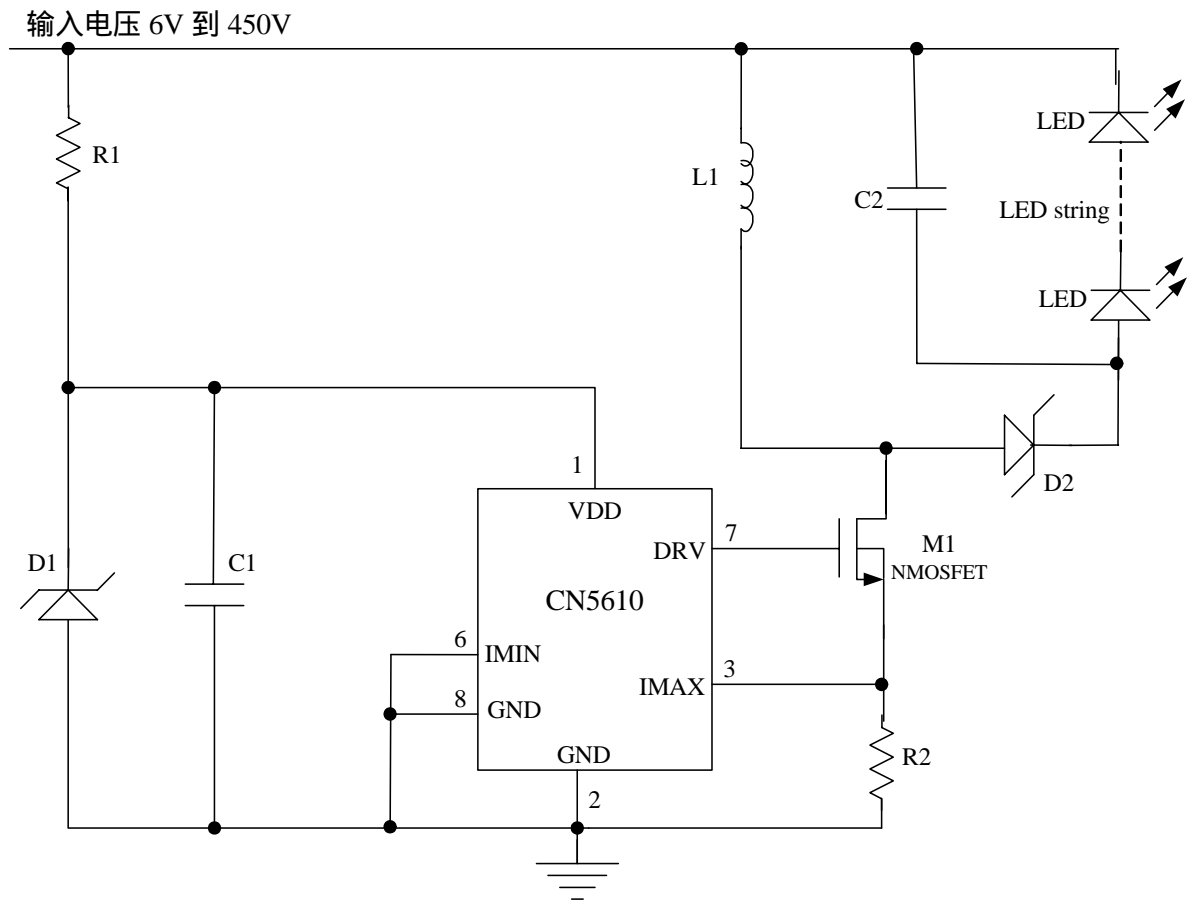 输入电压 6V 到 450V
R1
L1
C2
LED
LED string
LED
D2
1
VDD
DRV
7
M1
NMOSFET
D1
C1
CN5610
6
IMIN
IMAX
3
8
GND
GND
2
R2